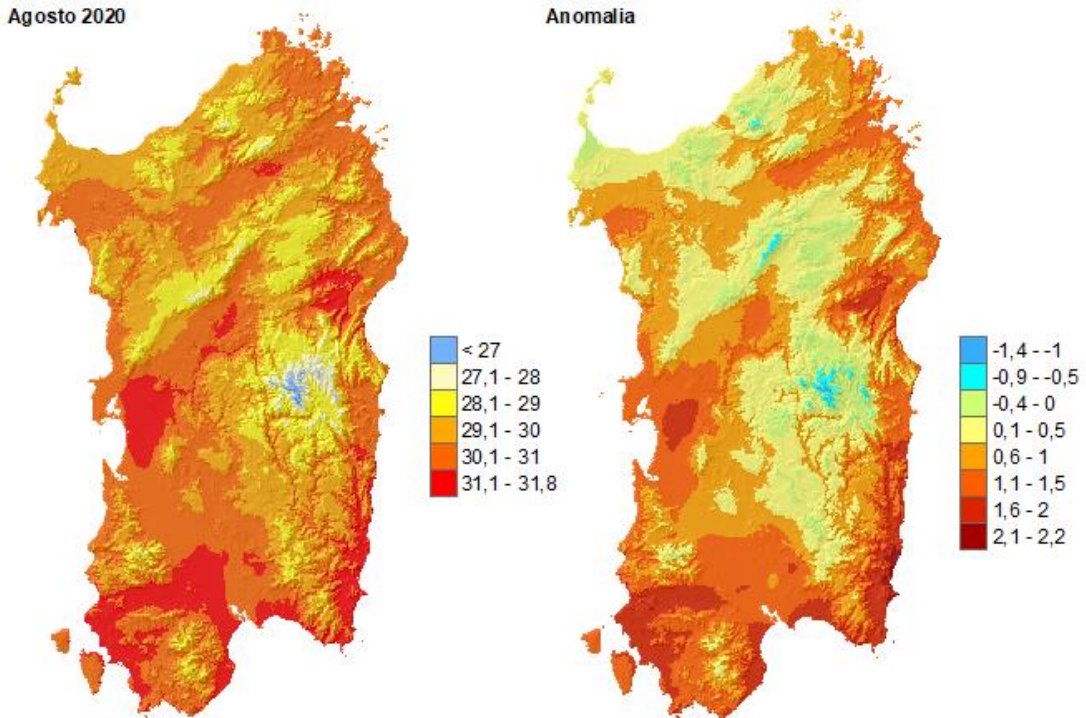 Agosto 2020
Anomalia
< 27
27,1 - 28
28,1 - 29
29,1 - 30
30,1 - 31
31,1 - 31,8
-1,4 - -1
-0,9 - -0,5
-0,4 - 0
0,1 - 0,5
0,6 - 1
1,1 - 1,5
1,6 - 2
2,1 - 2,2